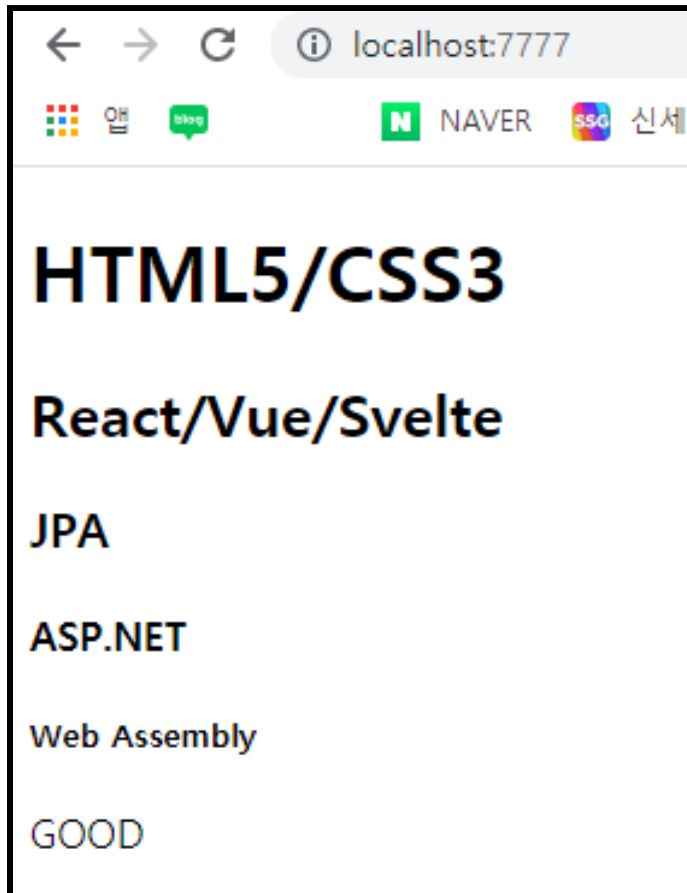 localhost:7777
앱 blog NAVER SSG 신세
HTML5/CSS3
React/Vue/Svelte
JPA
ASP.NET
Web Assembly
GOOD